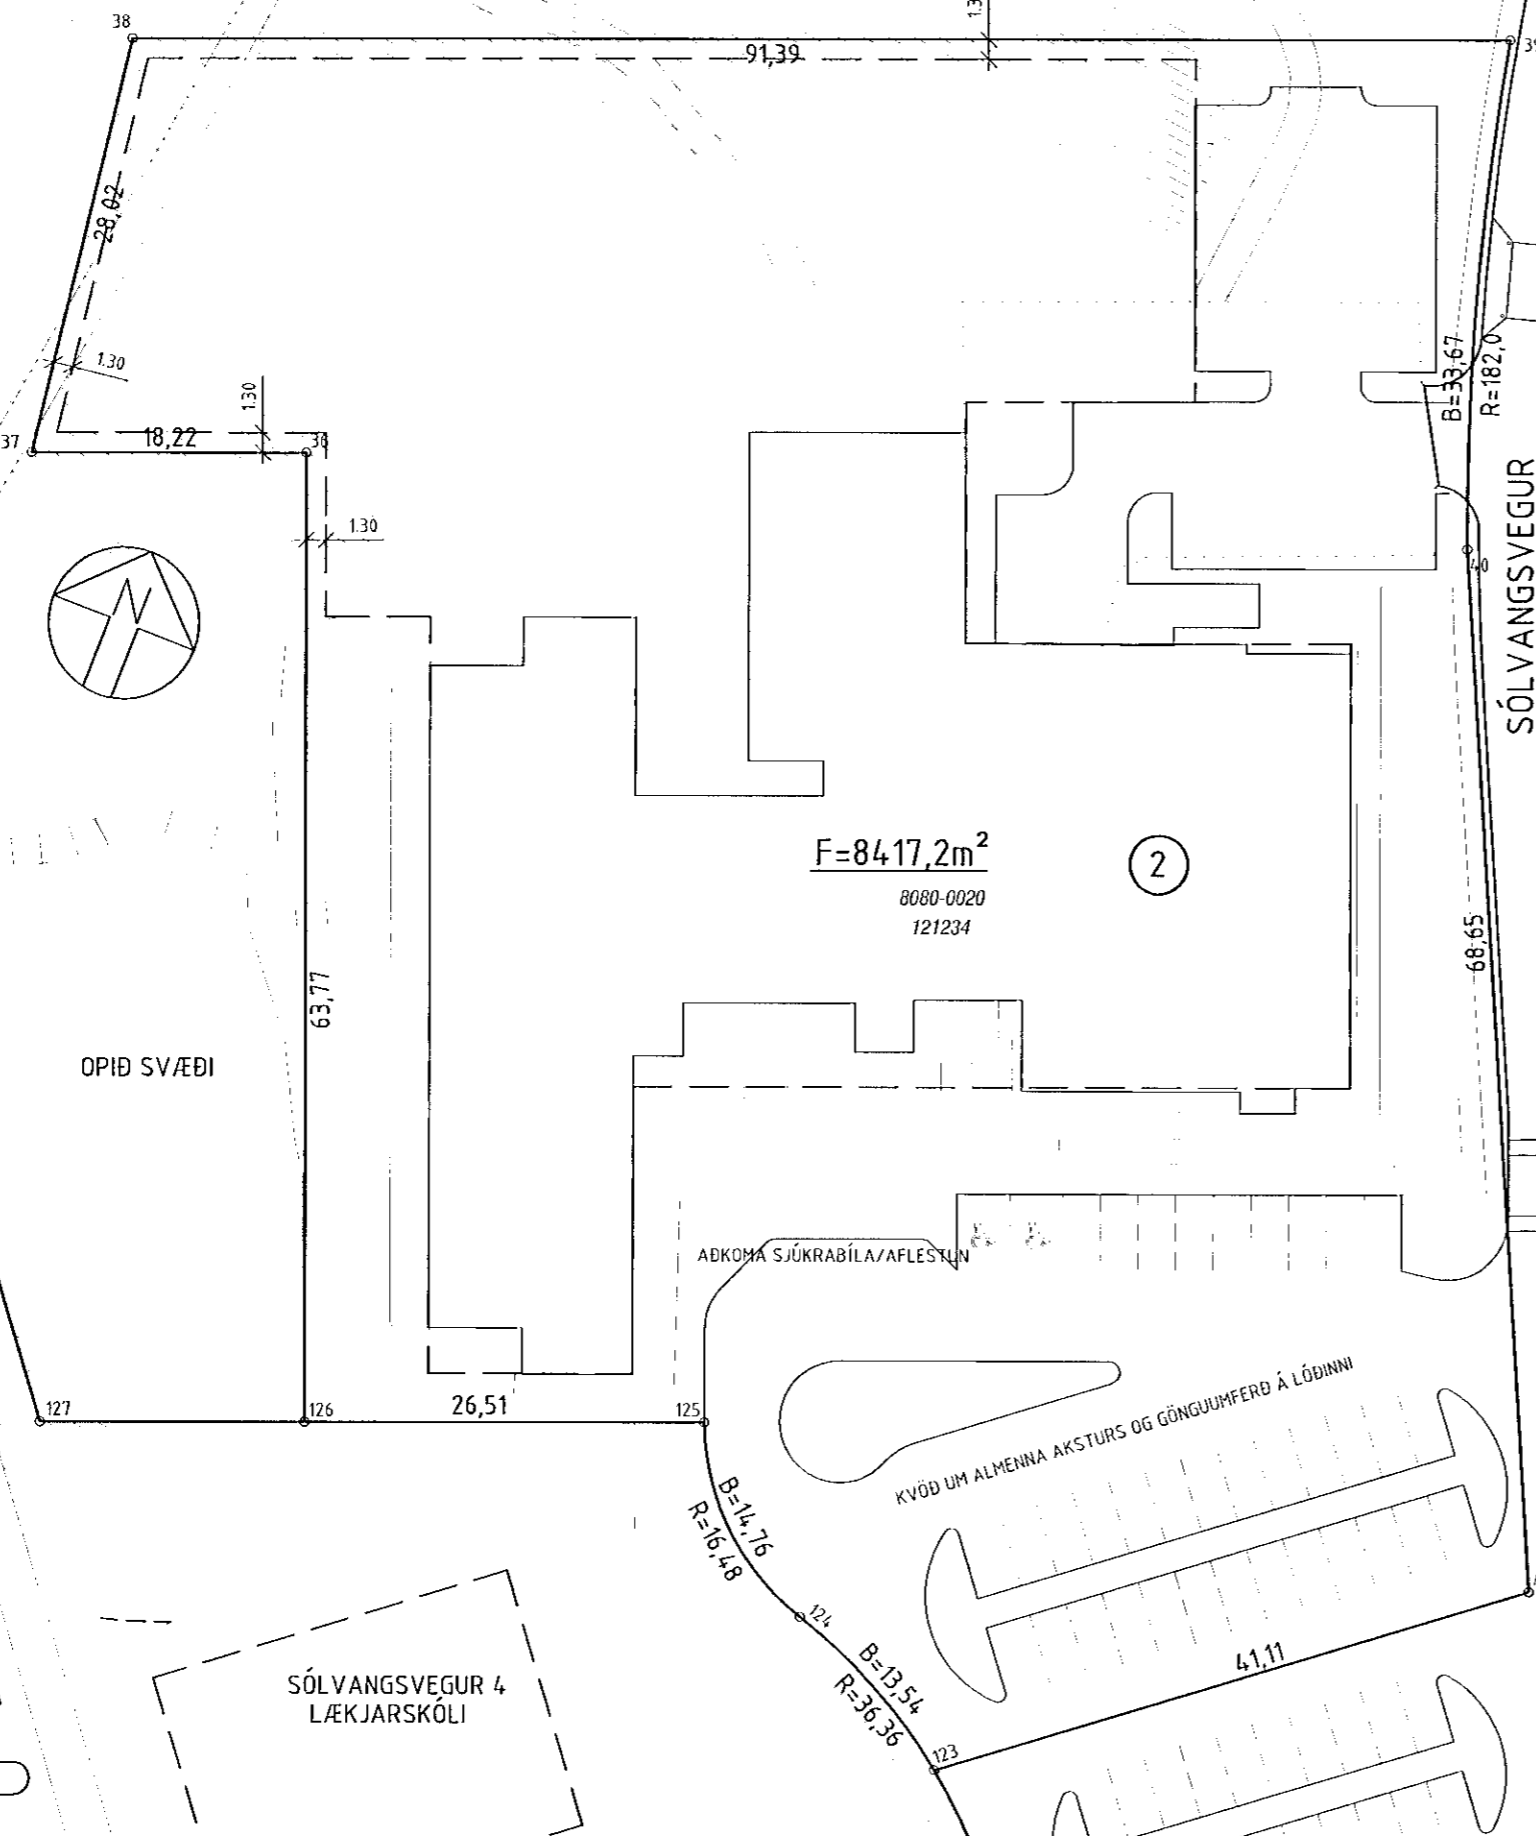 38
1.3
39
91,39
28,02
1.30
1.30
37
18,22
36
B=33,67
R=182,0
1.30
N
40
SÓLVANGSVEGUR
F=8417,2m²
2
8080-0020
121234
68,65
63,77
OPIÐ SVÆÐI
AÐKOMA SJÚKRABÍLA/AFLESTUN
127
126
26,51
125
KVÖÐ UM ALMENNA AKSTURS OG GÖNGUUMFERÐ Á LÓÐINNI
B=14,76
R=16,48
124
B=13,54
R=36,36
41,11
SÓLVANGSVEGUR 4
LÆKJARSKÓLI
123